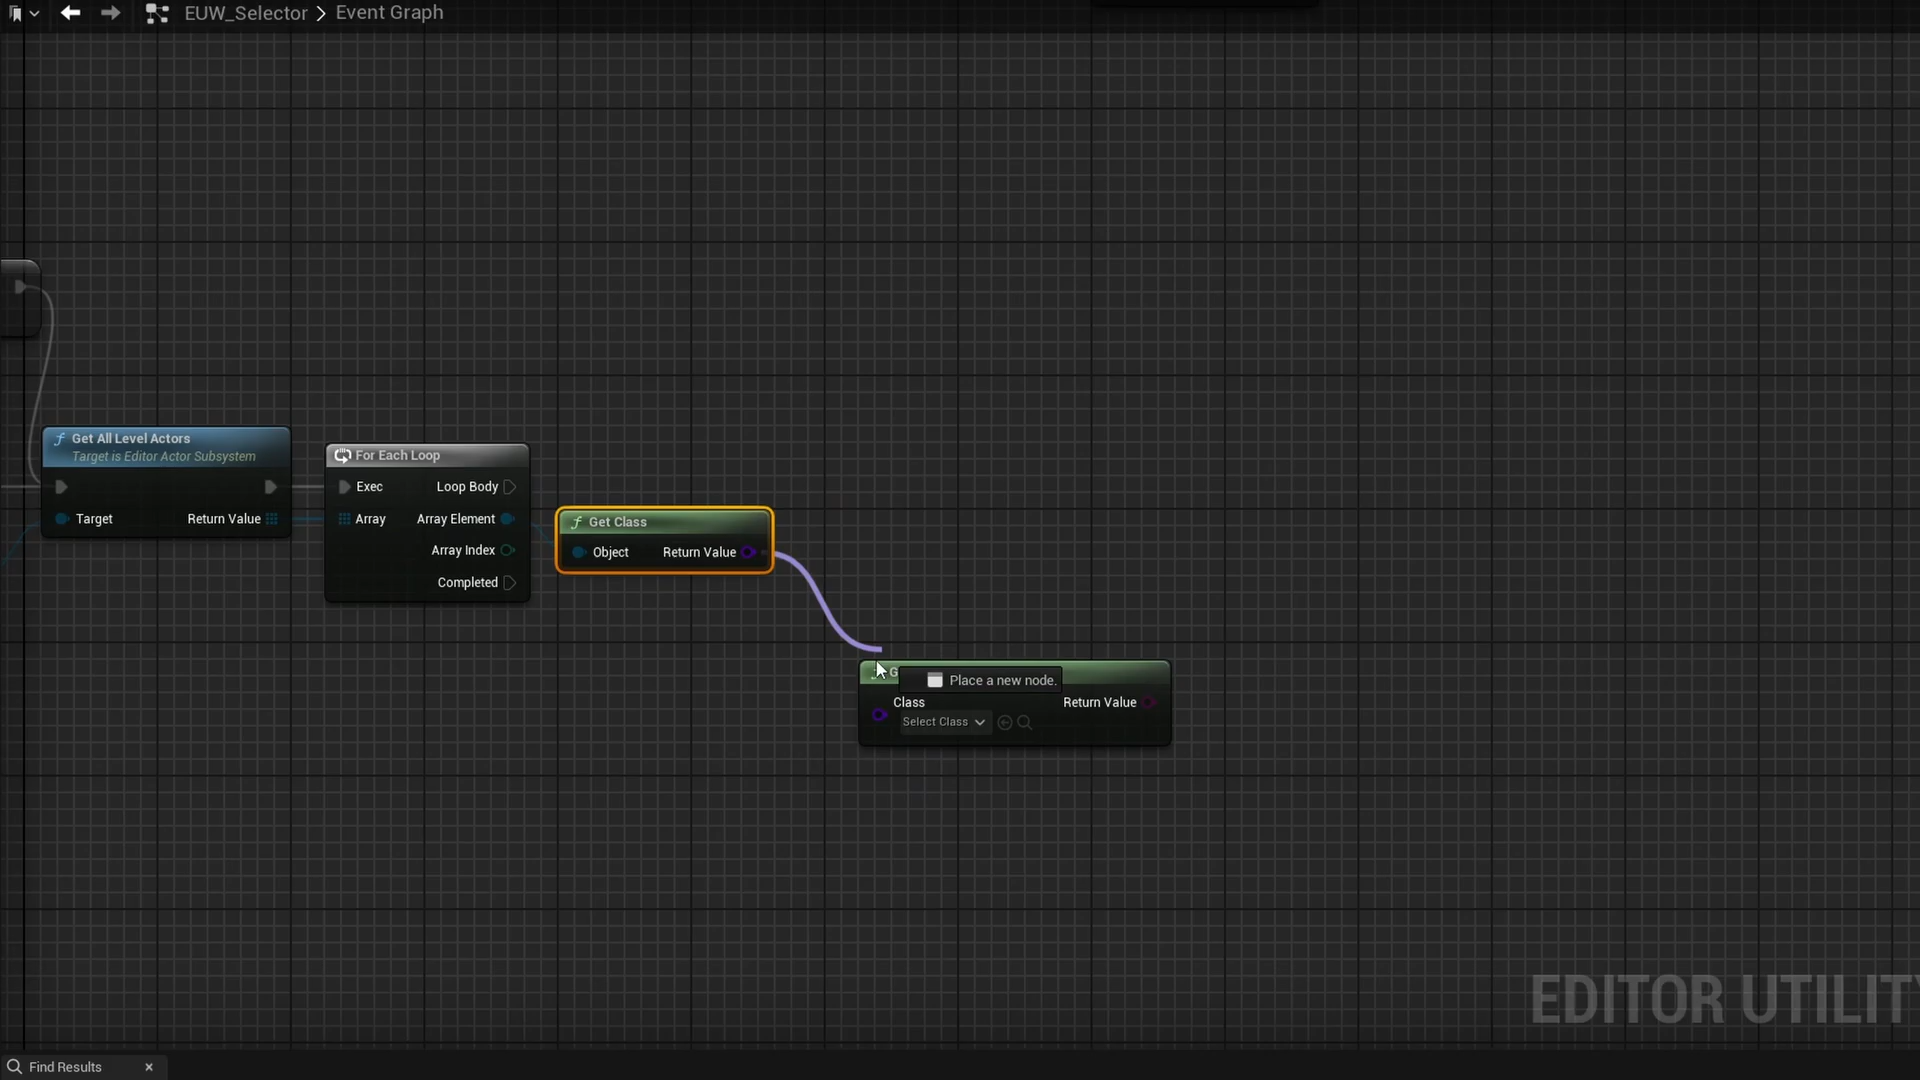 EUW_Selector > Event Graph
Get All Level Actors
Target is Editor Actor Subsystem
Target
Return Value
For Each Loop
Exec
Loop Body
Array
Array Element
Array Index
Completed
Get Class
Object
Return Value
Place a new node.
Class
Select Class
Return Value
EDITOR UTILITY
Find Results